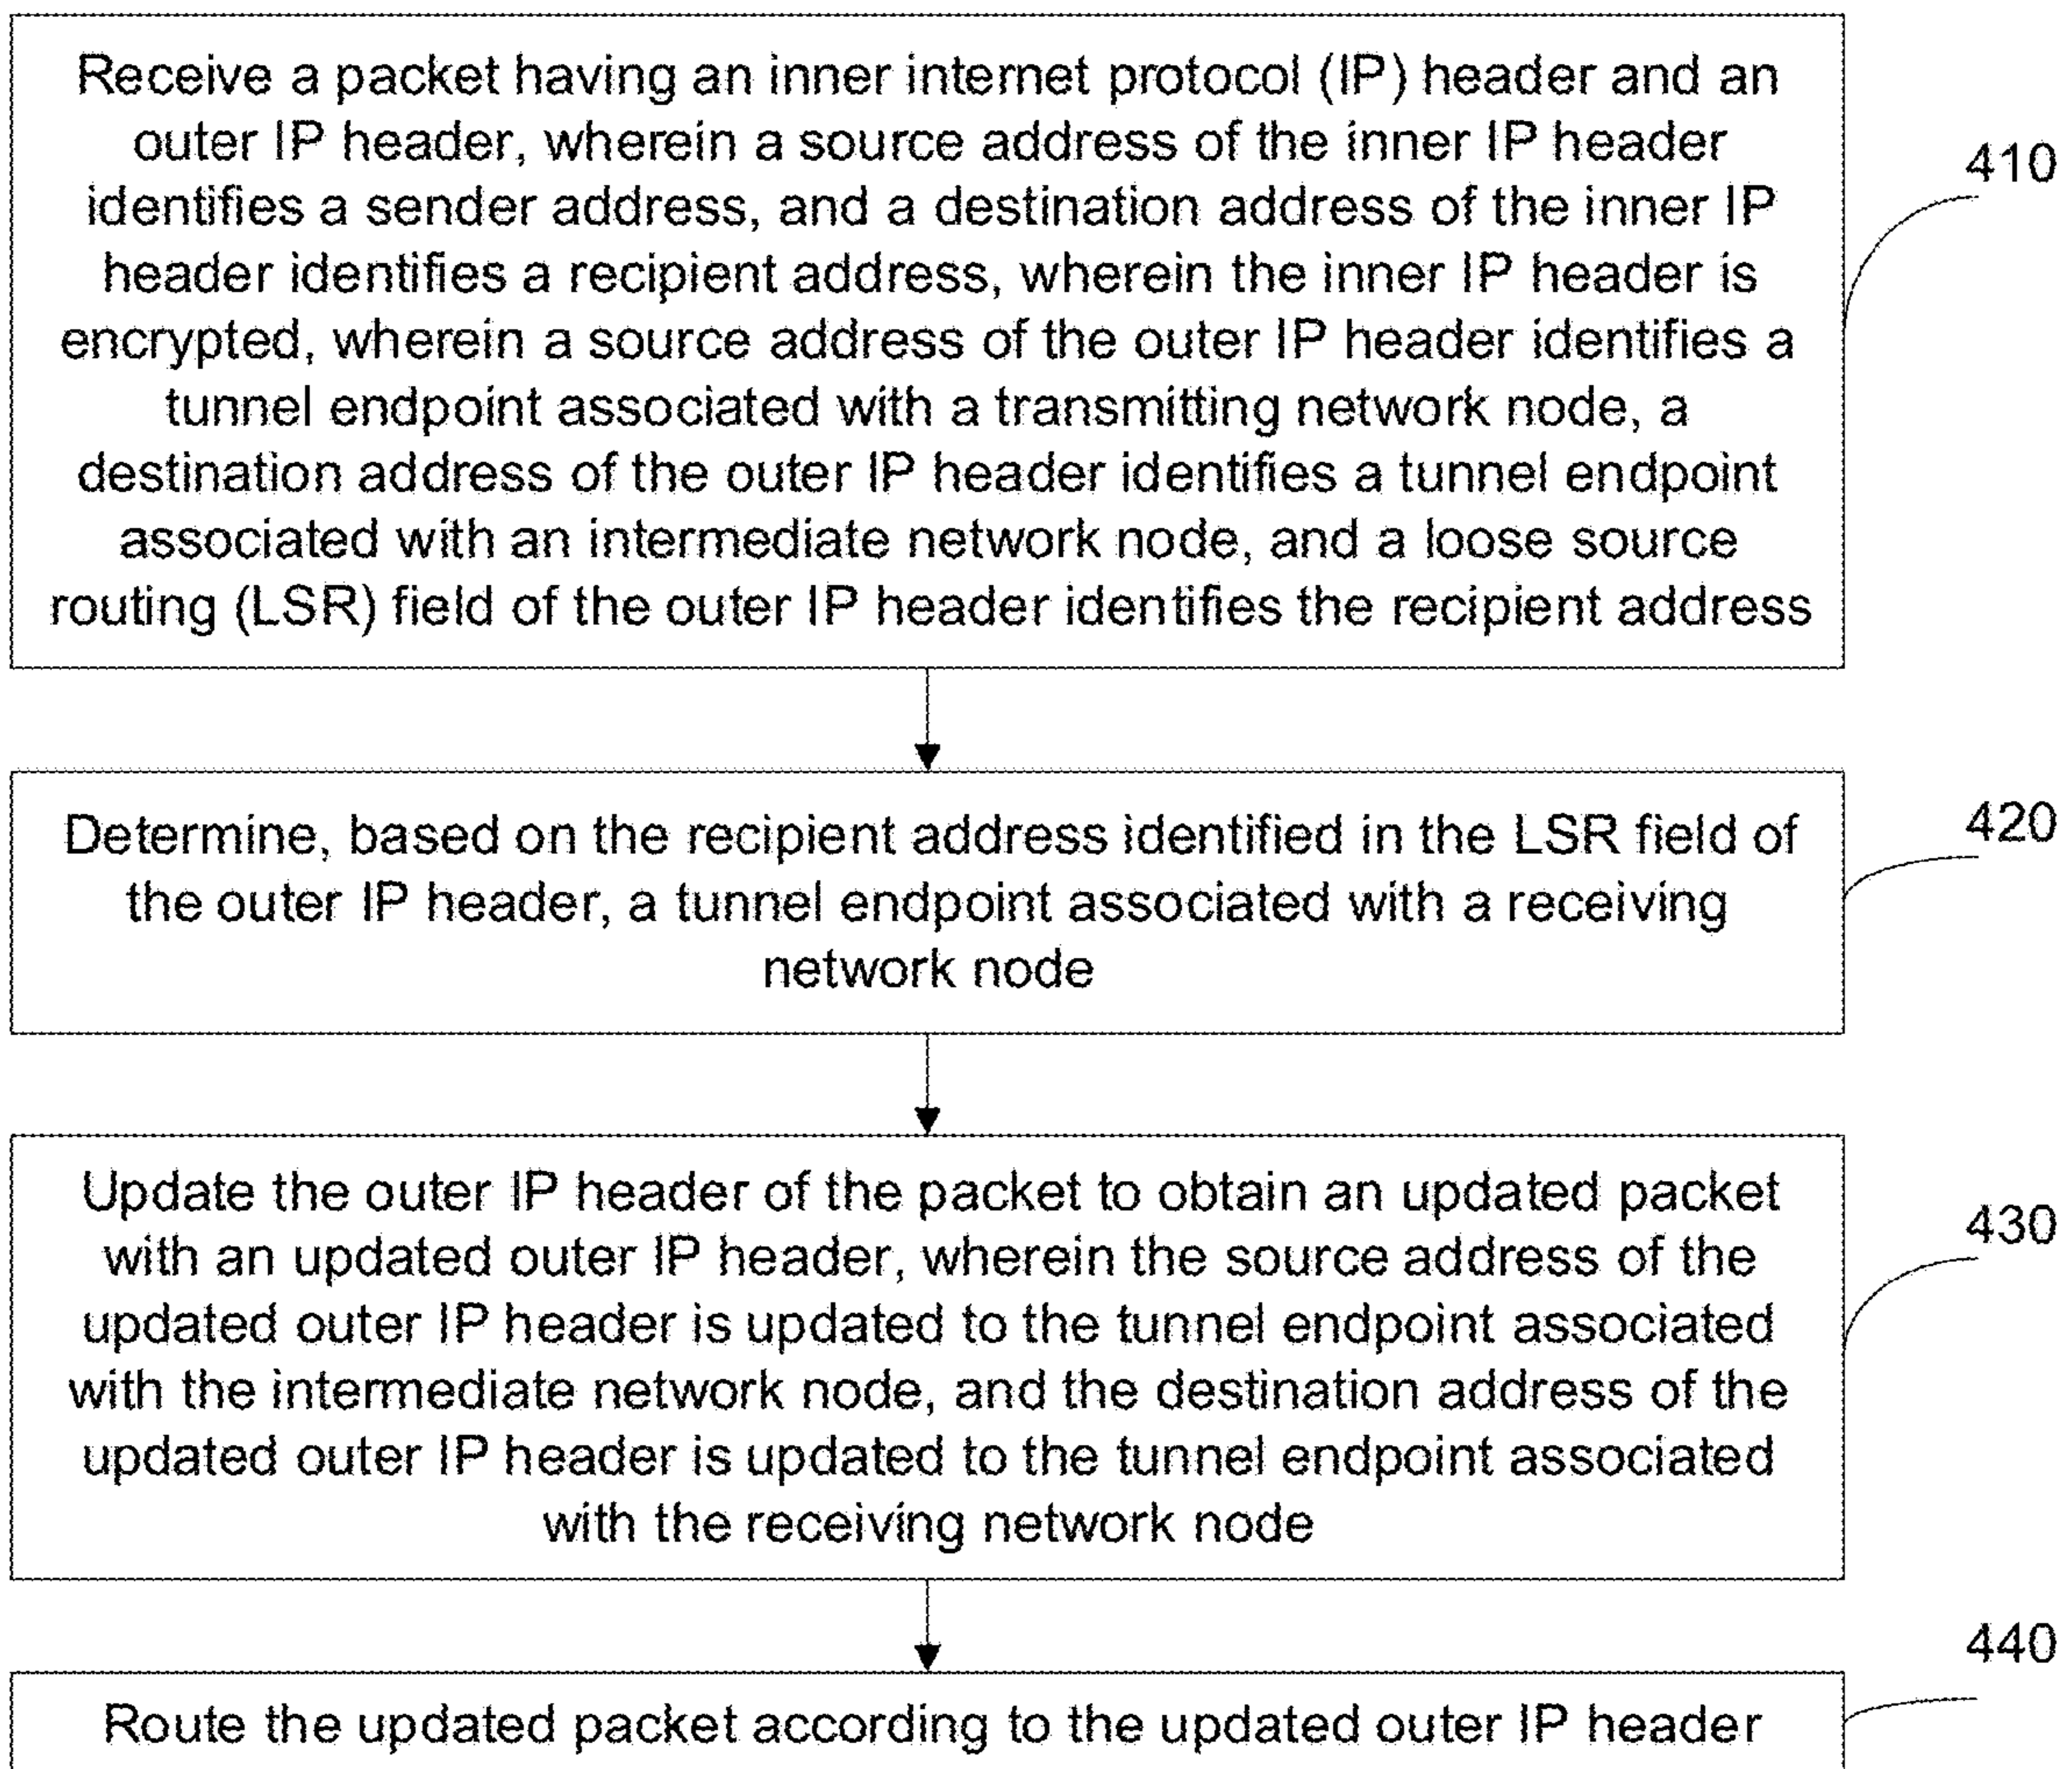 Receive a packet having an inner internet protocol (IP) header and an
outer IP header, wherein a source address of the inner IP header
identifies a sender address, and a destination address of the inner IP
header identifies a recipient address, wherein the inner IP header is
encrypted, wherein a source address of the outer IP header identifies a
tunnel endpoint associated with a transmitting network node, a
destination address of the outer IP header identifies a tunnel endpoint
associated with an intermediate network node, and a loose source
routing (LSR) field of the outer IP header identifies the recipient address
410
Determine, based on the recipient address identified in the LSR field of
the outer IP header, a tunnel endpoint associated with a receiving
network node
420
Update the outer IP header of the packet to obtain an updated packet
with an updated outer IP header, wherein the source address of the
updated outer IP header is updated to the tunnel endpoint associated
with the intermediate network node, and the destination address of the
updated outer IP header is updated to the tunnel endpoint associated
with the receiving network node
430
Route the updated packet according to the updated outer IP header
440